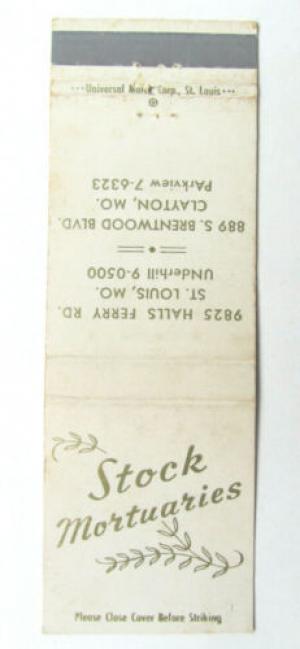 Universal Match Corp., St. Louis
9825 HALLS FERRY RD.
ST. LOUIS, MO.
UNderhill 9-0500
889 S. BRENTWOOD BLVD.
CLAYTON, MO.
PArkview 7-6323
Stock
Mortuaries
Please Close Cover Before Striking